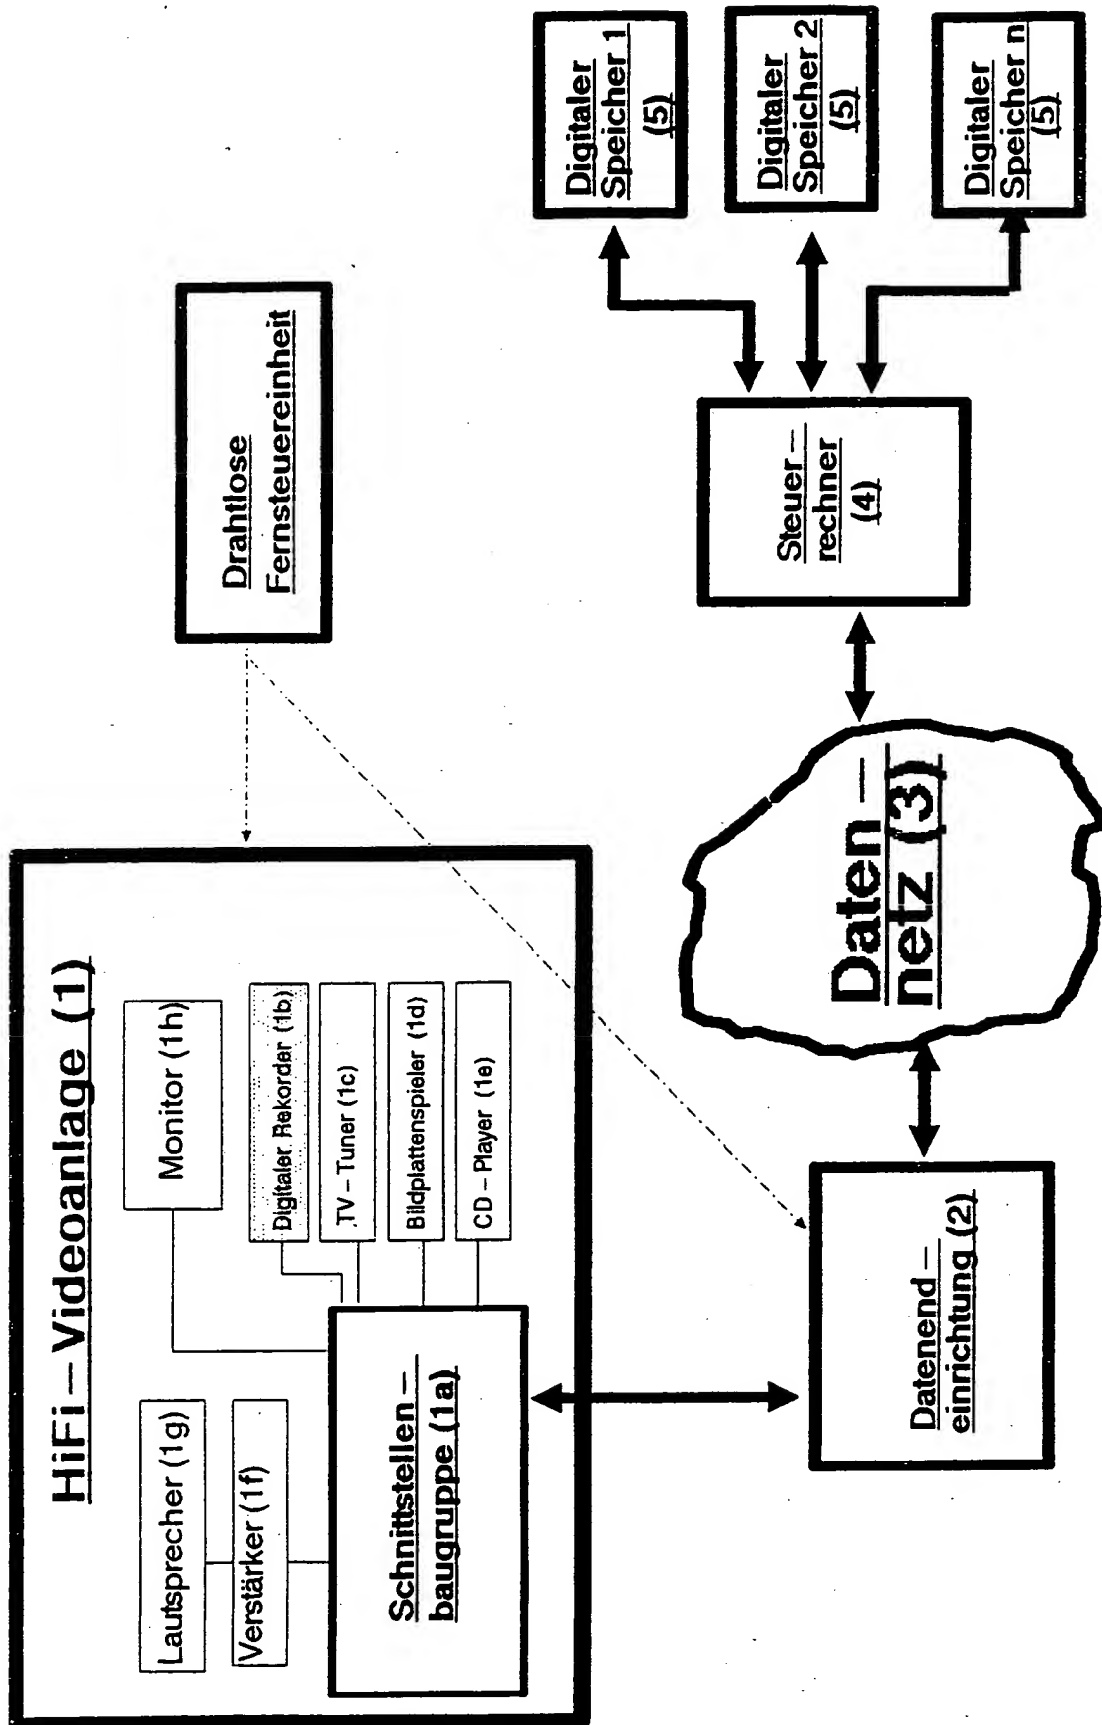 HiFi – Videoanlage (1)
Lautsprecher (1g)
Verstärker (1f)
Monitor (1h)
Digitaler Rekorder (1b)
TV – Tuner (1c)
Bildplattenspieler (1d)
CD – Player (1e)
Schnittstellen –
baugruppe (1a)
Drahtlose
Fernsteuereinheit
Datenend –
einrichtung (2)
Daten –
netz (3)
Steuer –
rechner
(4)
Digitaler
Speicher 1
(5)
Digitaler
Speicher 2
(5)
Digitaler
Speicher n
(5)